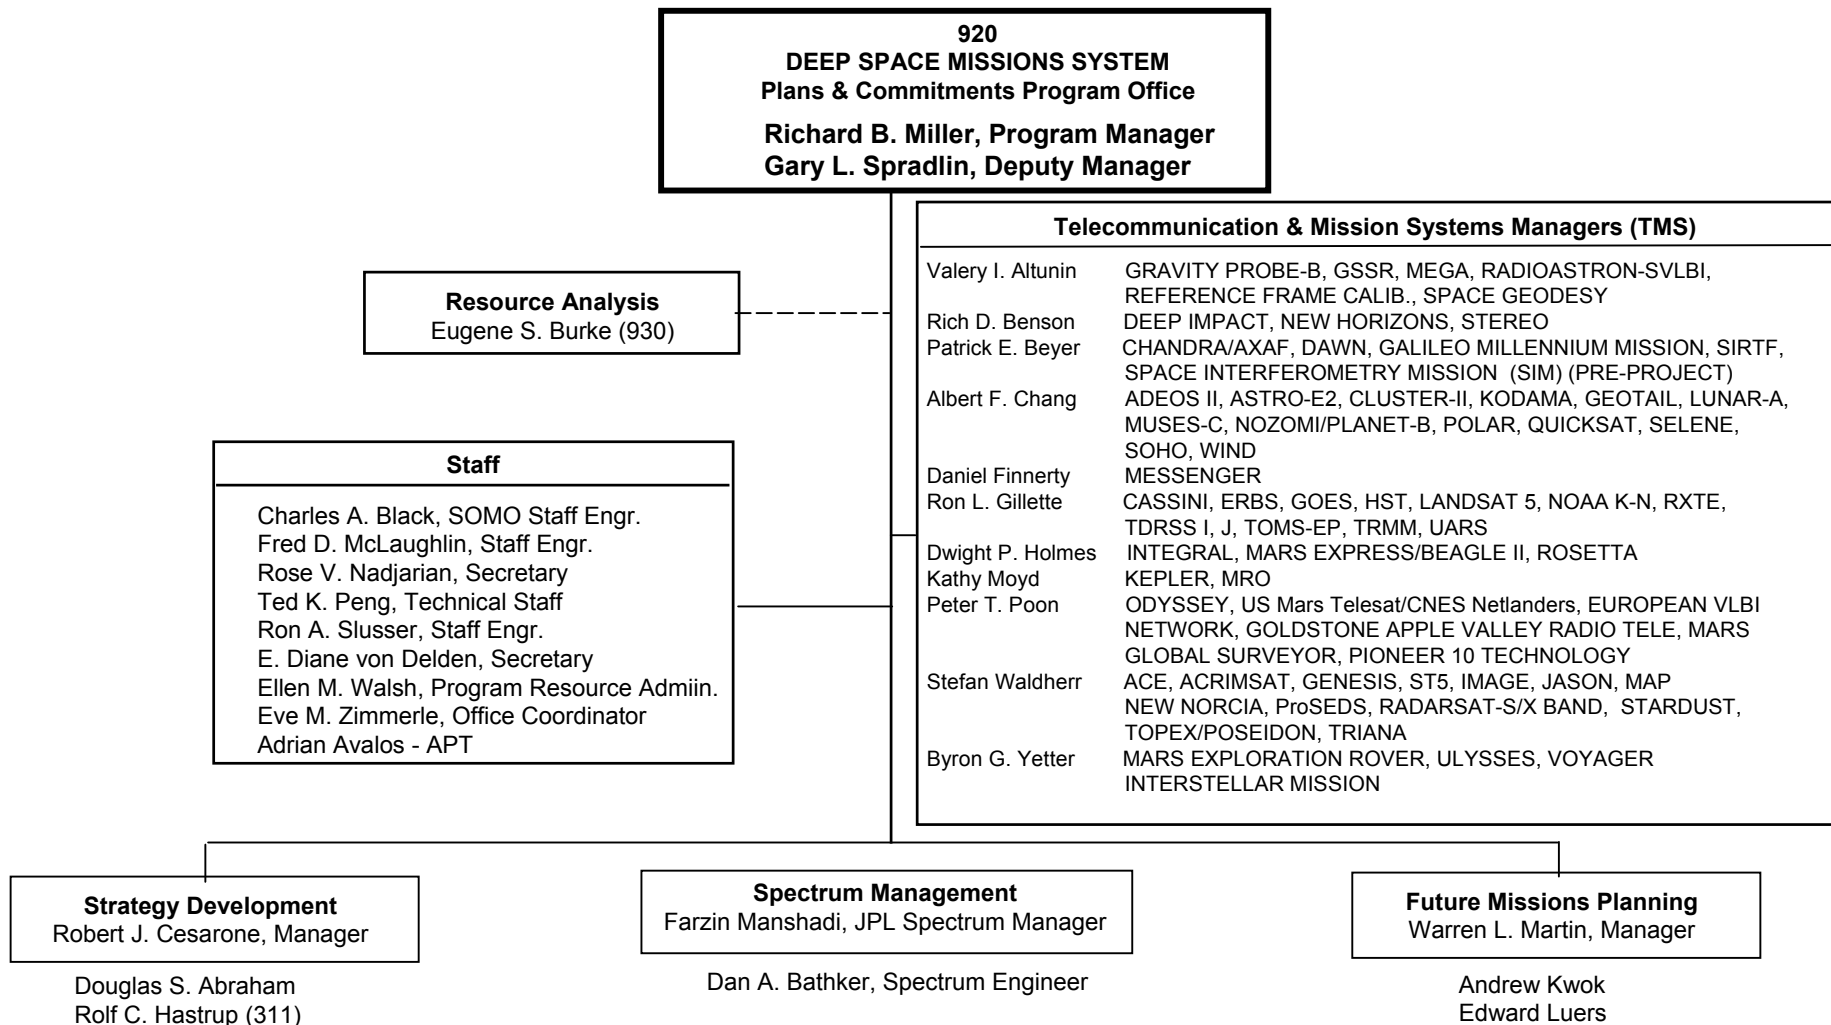 920
DEEP SPACE MISSIONS SYSTEM
Plans & Commitments Program Office
Richard B. Miller, Program Manager
Gary L. Spradlin, Deputy Manager
Resource Analysis
Eugene S. Burke (930)
Staff
Charles A. Black, SOMO Staff Engr.
Fred D. McLaughlin, Staff Engr.
Rose V. Nadjarian, Secretary
Ted K. Peng, Technical Staff
Ron A. Slusser, Staff Engr.
E. Diane von Delden, Secretary
Ellen M. Walsh, Program Resource Admiin.
Eve M. Zimmerle, Office Coordinator
Adrian Avalos - APT
Telecommunication & Mission Systems Managers (TMS)
Valery I. Altunin GRAVITY PROBE-B, GSSR, MEGA, RADIOASTRON-SVLBI,
REFERENCE FRAME CALIB., SPACE GEODESY
Rich D. Benson DEEP IMPACT, NEW HORIZONS, STEREO
Patrick E. Beyer CHANDRA/AXAF, DAWN, GALILEO MILLENNIUM MISSION, SIRTF,
SPACE INTERFEROMETRY MISSION (SIM) (PRE-PROJECT)
Albert F. Chang ADEOS II, ASTRO-E2, CLUSTER-II, KODAMA, GEOTAIL, LUNAR-A,
MUSES-C, NOZOMI/PLANET-B, POLAR, QUICKSAT, SELENE,
SOHO, WIND
Daniel Finnerty MESSENGER
Ron L. Gillette CASSINI, ERBS, GOES, HST, LANDSAT 5, NOAA K-N, RXTE,
TDRSS I, J, TOMS-EP, TRMM, UARS
Dwight P. Holmes INTEGRAL, MARS EXPRESS/BEAGLE II, ROSETTA
Kathy Moyd KEPLER, MRO
Peter T. Poon ODYSSEY, US Mars Telesat/CNES Netlanders, EUROPEAN VLBI
NETWORK, GOLDSTONE APPLE VALLEY RADIO TELE, MARS
GLOBAL SURVEYOR, PIONEER 10 TECHNOLOGY
Stefan Waldherr ACE, ACRIMSAT, GENESIS, ST5, IMAGE, JASON, MAP
NEW NORCIA, ProSEDS, RADARSAT-S/X BAND, STARDUST,
TOPEX/POSEIDON, TRIANA
Byron G. Yetter MARS EXPLORATION ROVER, ULYSSES, VOYAGER
INTERSTELLAR MISSION
Strategy Development
Robert J. Cesarone, Manager
Douglas S. Abraham
Rolf C. Hastrup (311)
Spectrum Management
Farzin Manshadi, JPL Spectrum Manager
Dan A. Bathker, Spectrum Engineer
Future Missions Planning
Warren L. Martin, Manager
Andrew Kwok
Edward Luers